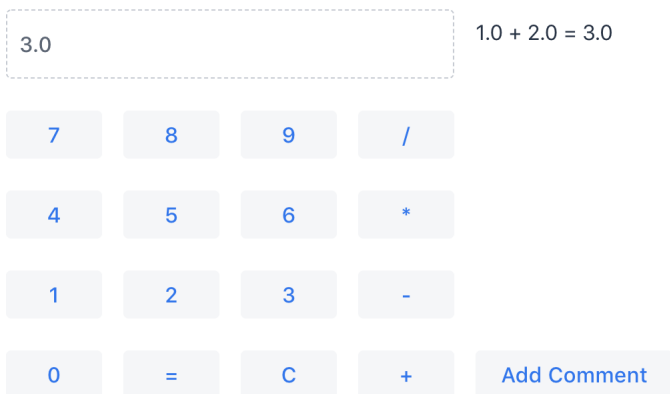 3.0
1.0 + 2.0 = 3.0
7 8 9 /
4 5 6 *
1 2 3 -
0 = C + Add Comment